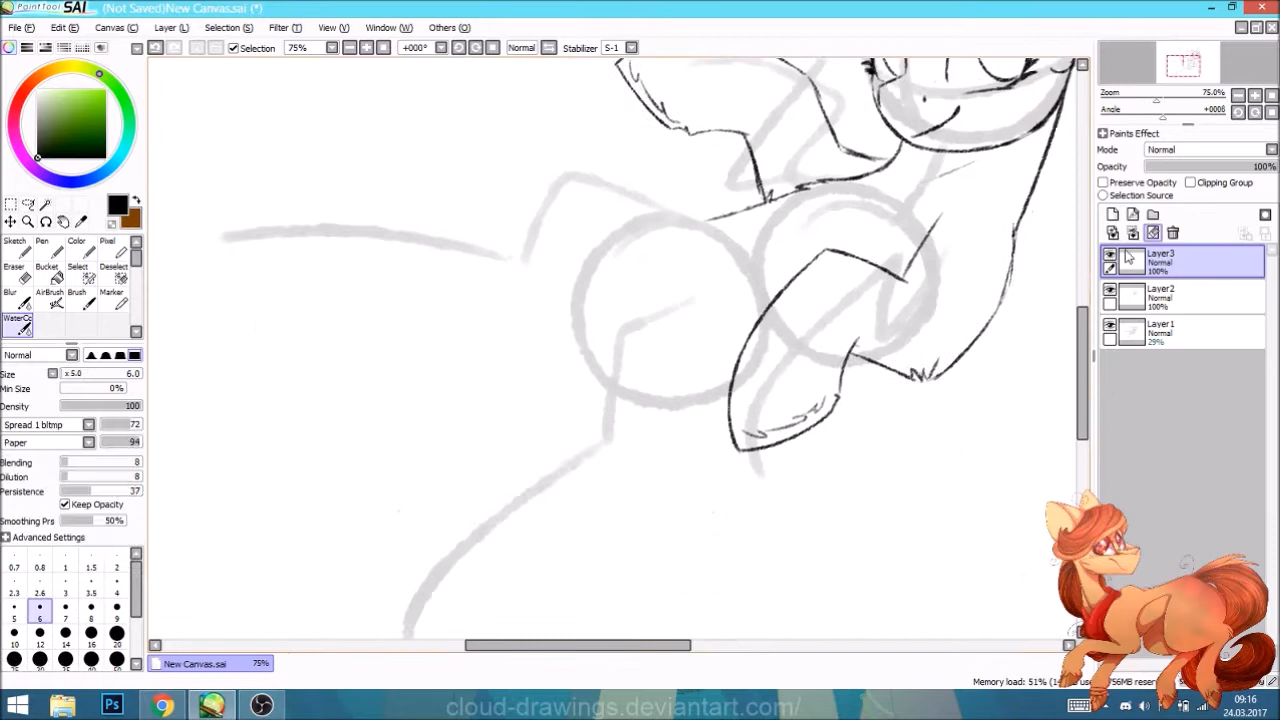 PaintTool SAI (Not Saved)New Canvas.sai (*)
File (F) Edit (E) Canvas (C) Layer (L) Selection (S) Filter (T) View (V) Window (W) Others (O)
Selection 75% +000° Normal Stabilizer S-1
Zoom 75.0%
Angle
Paints Effect
Mode Normal
Opacity 100%
Preserve Opacity Clipping Group
Selection Source
Sketch Pen Color Pixel
Eraser Bucket Select Deselect
Blur AirBrush Brush Marker
WaterCo
Normal
Size x 5.0 6.0
Min Size 0%
Density 100
Spread 1 bltmp 72
Paper 94
Blending 8
Dilution 8
Persistence 37
Keep Opacity
Smoothing Prs 50%
Advanced Settings
0.7 0.8 1 1.5 2
2.3 2.6 3 3.5 4
5 6 7 8 9
10 12 14 16 20
Layer3
Normal
100%
Layer2
Normal
100%
Layer1
Normal
29%
New Canvas.sai 75%
Memory load: 51%
Ps
cloud-drawings.deviantart.com/
09:16
24.03.2017